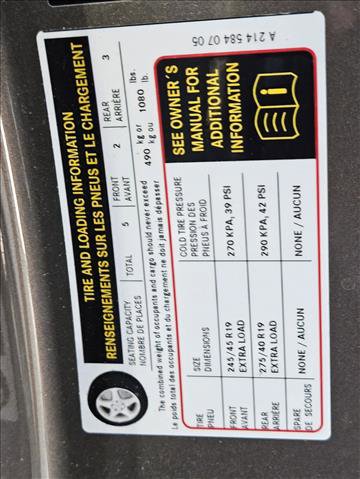 A 214 584 07 05
TIRE AND LOADING INFORMATION
RENSEIGNEMENTS SUR LES PNEUS ET LE CHARGEMENT
SEATING CAPACITY TOTAL 5 FRONT 2 REAR 3
NOMBRE DE PLACES AVANT ARRIÈRE
The combined weight of occupants and cargo should never exceed 490 kg or 1080 lbs.
Le poids total des occupants et du chargement ne doit jamais dépasser kg ou lb.
TIRE SIZE COLD TIRE PRESSURE
PNEU DIMENSIONS PRESSION DES
PNEUS À FROID
FRONT 245/45 R19 270 KPA, 39 PSI
AVANT EXTRA LOAD
REAR 275/40 R19 290 KPA, 42 PSI
ARRIÈRE EXTRA LOAD
SPARE NONE / AUCUN NONE / AUCUN
DE SECOURS
SEE OWNER'S
MANUAL FOR
ADDITIONAL
INFORMATION